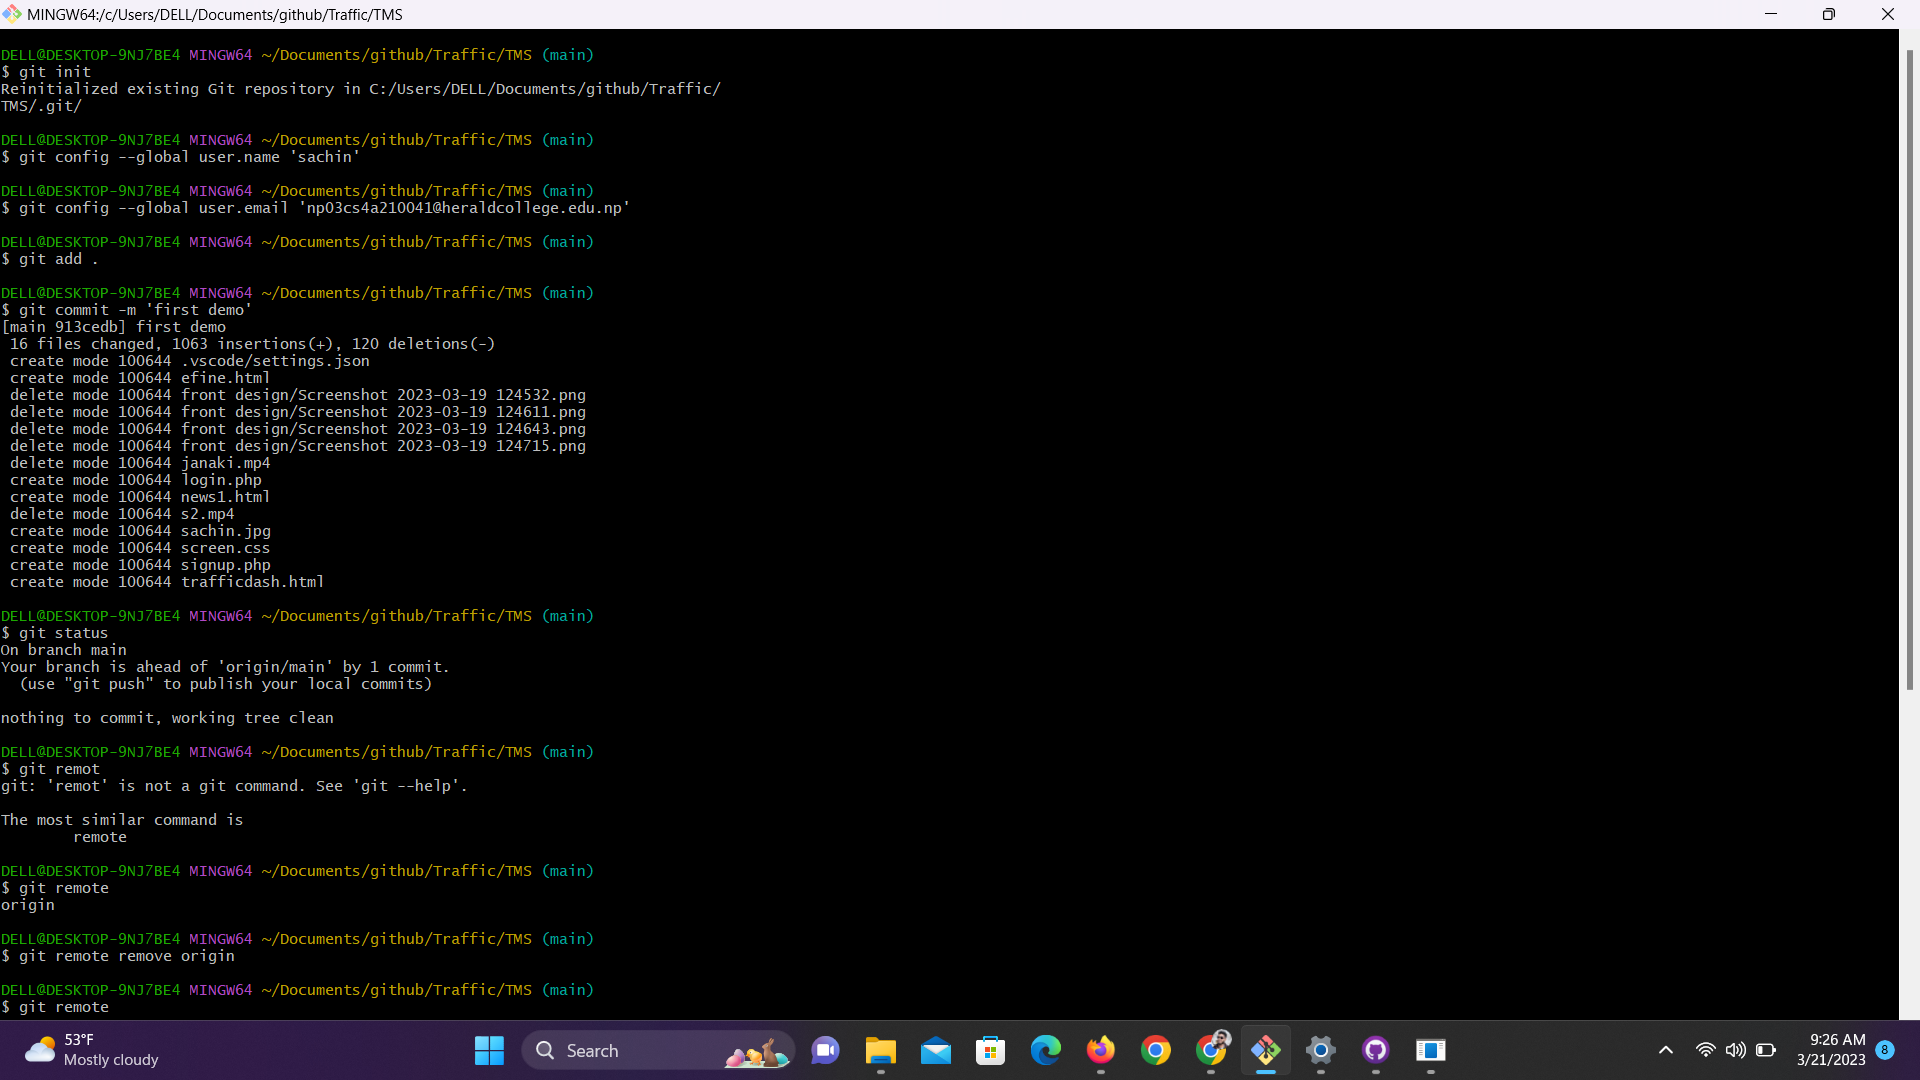 MINGW64:/c/Users/DELL/Documents/github/Traffic/TMS
DELL@DESKTOP-9NJ7BE4 MINGW64 ~/Documents/github/Traffic/TMS (main)
$ git init
Reinitialized existing Git repository in C:/Users/DELL/Documents/github/Traffic/
TMS/.git/
DELL@DESKTOP-9NJ7BE4 MINGW64 ~/Documents/github/Traffic/TMS (main)
$ git config --global user.name 'sachin'
DELL@DESKTOP-9NJ7BE4 MINGW64 ~/Documents/github/Traffic/TMS (main)
$ git config --global user.email 'np03cs4a210041@heraldcollege.edu.np'
DELL@DESKTOP-9NJ7BE4 MINGW64 ~/Documents/github/Traffic/TMS (main)
$ git add .
DELL@DESKTOP-9NJ7BE4 MINGW64 ~/Documents/github/Traffic/TMS (main)
$ git commit -m 'first demo'
[main 913cedb] first demo
16 files changed, 1063 insertions(+), 120 deletions(-)
create mode 100644 .vscode/settings.json
create mode 100644 efine.html
delete mode 100644 front design/Screenshot 2023-03-19 124532.png
delete mode 100644 front design/Screenshot 2023-03-19 124611.png
delete mode 100644 front design/Screenshot 2023-03-19 124643.png
delete mode 100644 front design/Screenshot 2023-03-19 124715.png
delete mode 100644 janaki.mp4
create mode 100644 login.php
create mode 100644 news1.html
delete mode 100644 s2.mp4
create mode 100644 sachin.jpg
create mode 100644 screen.css
create mode 100644 signup.php
create mode 100644 trafficdash.html
DELL@DESKTOP-9NJ7BE4 MINGW64 ~/Documents/github/Traffic/TMS (main)
$ git status
On branch main
Your branch is ahead of 'origin/main' by 1 commit.
(use "git push" to publish your local commits)
nothing to commit, working tree clean
DELL@DESKTOP-9NJ7BE4 MINGW64 ~/Documents/github/Traffic/TMS (main)
$ git remot
git: 'remot' is not a git command. See 'git --help'.
The most similar command is
remote
DELL@DESKTOP-9NJ7BE4 MINGW64 ~/Documents/github/Traffic/TMS (main)
$ git remote
origin
DELL@DESKTOP-9NJ7BE4 MINGW64 ~/Documents/github/Traffic/TMS (main)
$ git remote remove origin
DELL@DESKTOP-9NJ7BE4 MINGW64 ~/Documents/github/Traffic/TMS (main)
$ git remote
53°F
Mostly cloudy
Search
9:26 AM
3/21/2023
8